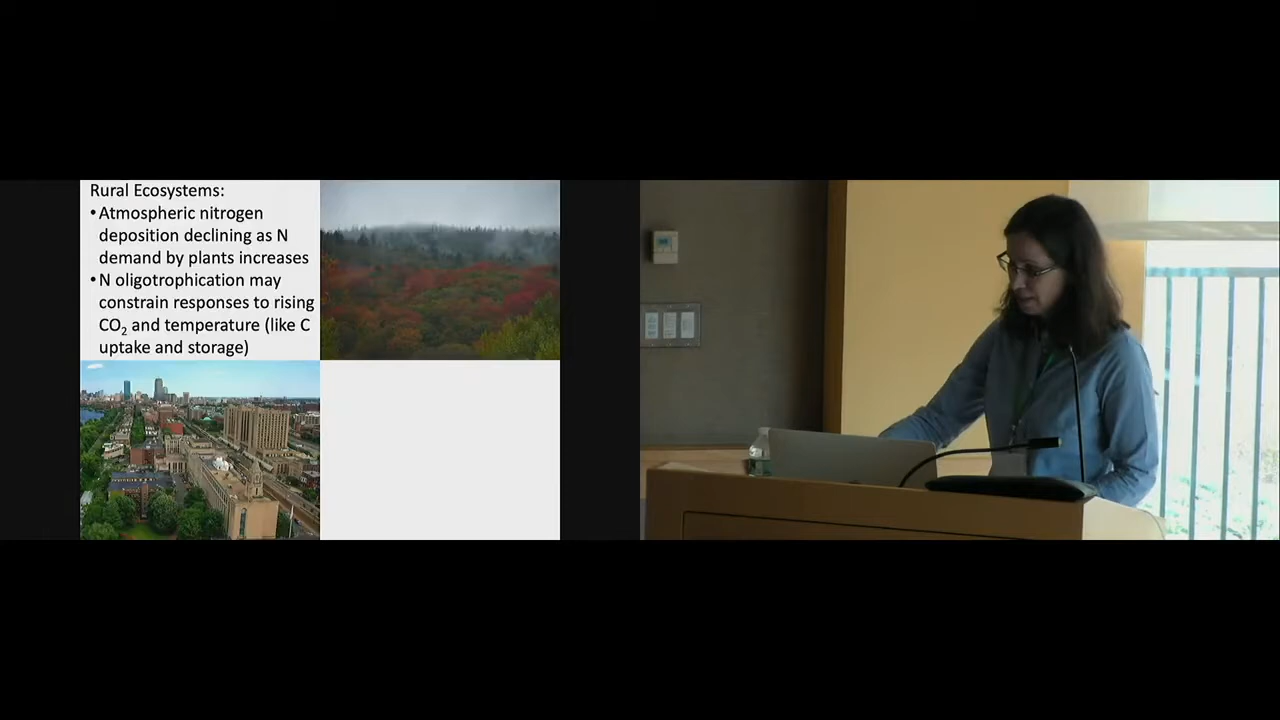 Rural Ecosystems:
•Atmospheric nitrogen
deposition declining as N
demand by plants increases
•N oligotrophication may
constrain responses to rising
CO₂ and temperature (like C
uptake and storage)